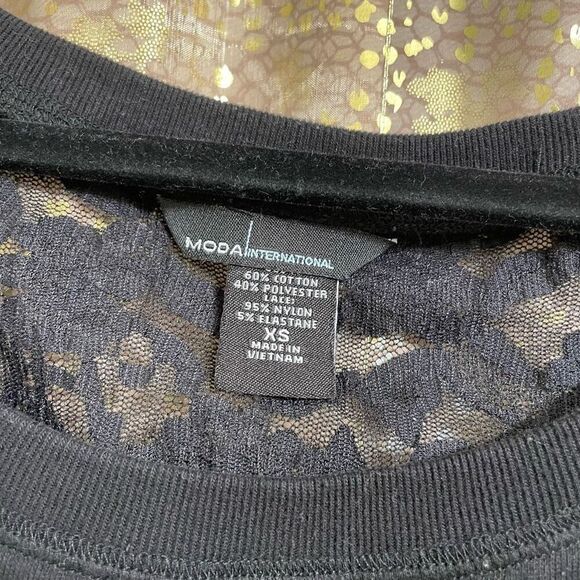 MODA INTERNATIONAL
60% COTTON
40% POLYESTER
LACE:
95% NYLON
5% ELASTANE
XS
MADE IN
VIETNAM